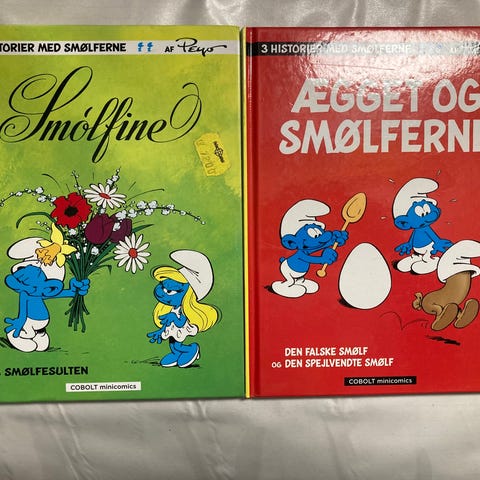 TORIER MED SMØLFERNE AF Peyo
Smølfine
SMØLFESULTEN
COBOLT minicomics
3 HISTORIER MED SMØLFERNE
ÆGGET OG
SMØLFERNE
DEN FALSKE SMØLF
OG DEN SPEJLVENDTE SMØLF
COBOLT minicomics